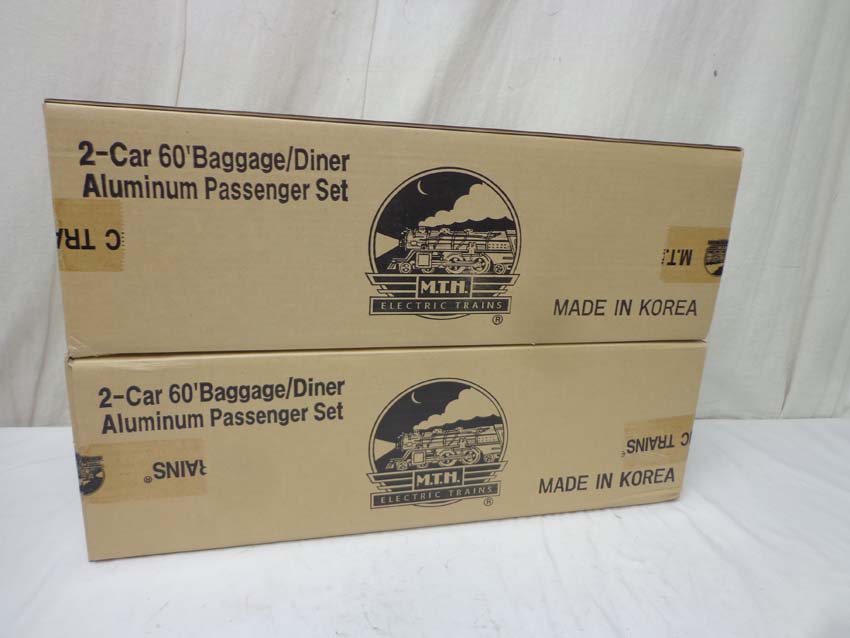 2-Car 60'Baggage/Diner
Aluminum Passenger Set
C TRA
M.T.H.
ELECTRIC TRAINS
®
M.T.
MADE IN KOREA
2-Car 60'Baggage/Diner
Aluminum Passenger Set
RAINS®
M.T.H.
ELECTRIC TRAINS
®
C TRAINS®
MADE IN KOREA